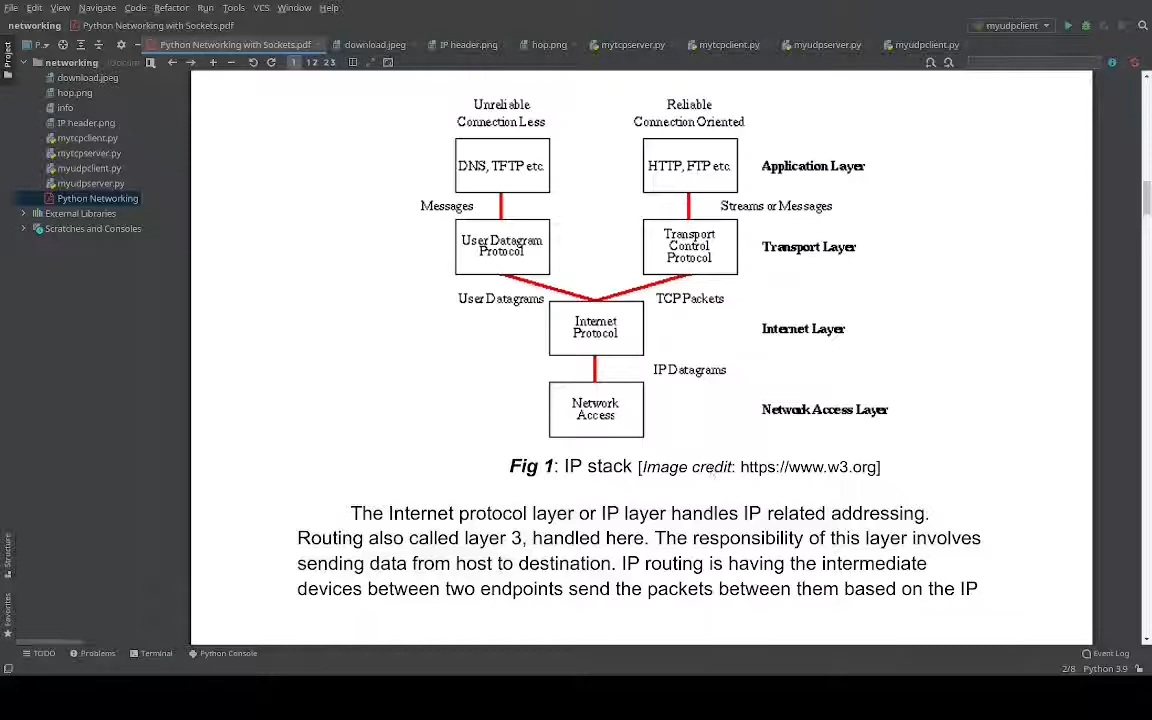 File Edit View Navigate Code Refactor Run Tools VCS Window Help
networking Python Networking with Sockets.pdf myudpclient
Project P.. Python Networking with Sockets.pdf download.jpeg IP header.png hop.png mytcpserver.py mytcpclient.py myudpserver.py myudpclient.py
networking
download.jpeg
hop.png
info
IP header.png
mytcpclient.py
mytcpserver.py
myudpclient.py
myudpserver.py
Python Networking
External Libraries
Scratches and Consoles
Unreliable
Connection Less
Reliable
Connection Oriented
DNS, TFTP etc.
HTTP, FTP etc.
Application Layer
Messages
Streams or Messages
User Datagram
Protocol
Transport
Control
Protocol
Transport Layer
User Datagrams
TCP Packets
Internet
Protocol
Internet Layer
IP Datagrams
Network
Access
Network Access Layer
Fig 1: IP stack [Image credit: https://www.w3.org]
The Internet protocol layer or IP layer handles IP related addressing.
Routing also called layer 3, handled here. The responsibility of this layer involves
sending data from host to destination. IP routing is having the intermediate
devices between two endpoints send the packets between them based on the IP
Structure
Favorites
TODO Problems Terminal Python Console Event Log
2/8 Python 3.9